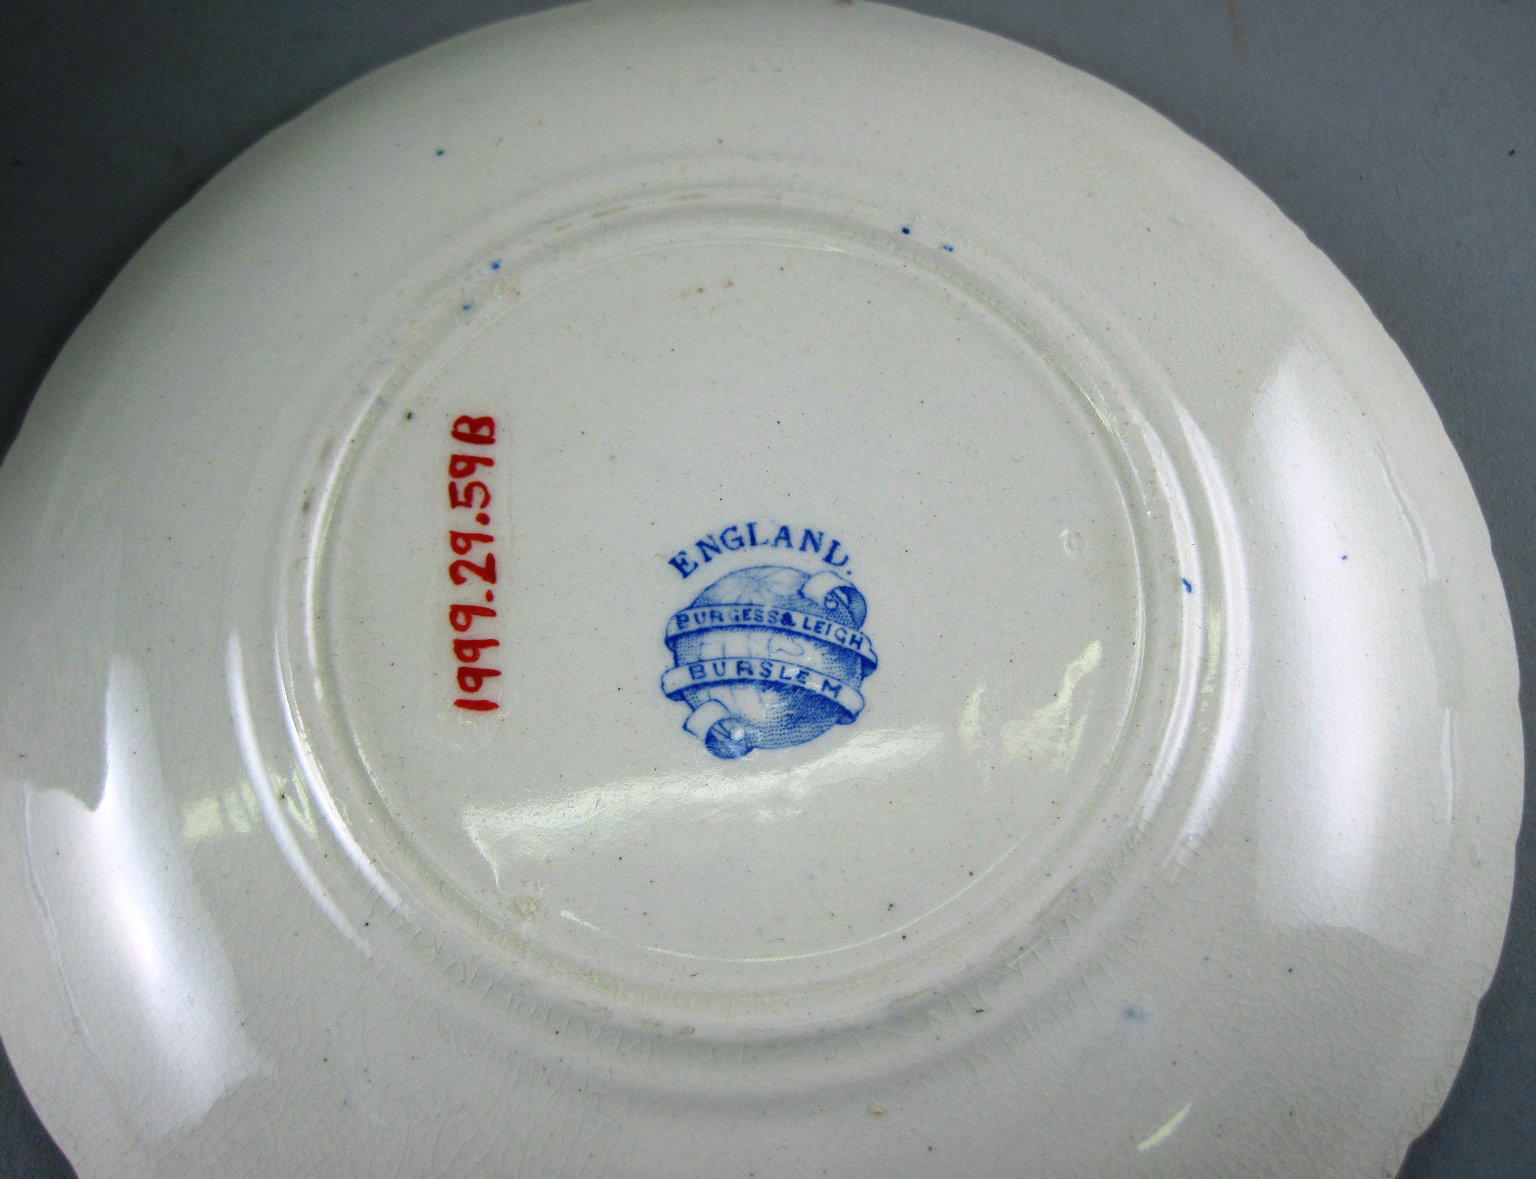 1999.29.59B
ENGLAND.
BURGESS & LEIGH
BURSLEM